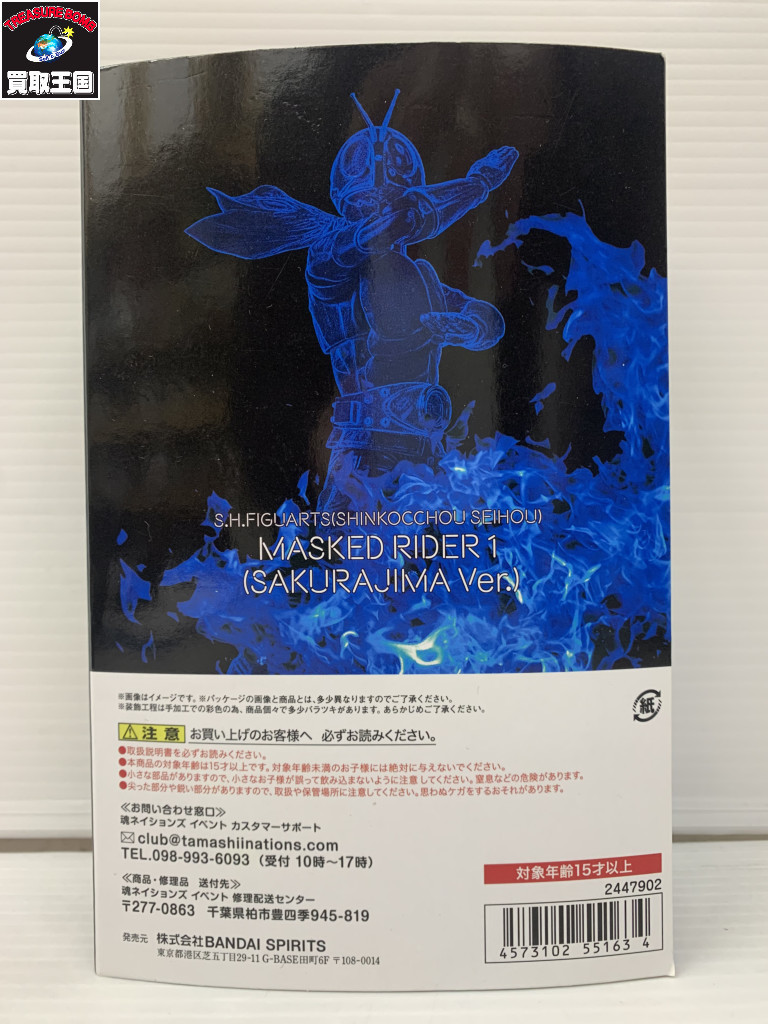 TREASURE BOMB
買取王国
S.H.FIGUARTS(SHINKOCCHOU SEIHOU)
MASKED RIDER 1
(SAKURAJIMA Ver.)
※画像はイメージです。※パッケージの画像と商品とは、多少異なりますのでご了承ください。
※装飾工程は手加工での彩色の為、商品個々で多少バラツキがあります。あらかじめご了承ください。
紙
注意 お買い上げのお客様へ 必ずお読みください。
●取扱説明書を必ずお読みください。
●本商品の対象年齢は15才以上です。対象年齢未満のお子様には絶対に与えないでください。
●小さな部品がありますので、小さなお子様が誤って飲み込まないように注意してください。窒息などの危険があります。
●尖った部分や鋭い部分がありますので、取扱や保管場所に注意してください。思わぬケガをするおそれがあります。
≪お問い合わせ窓口≫
魂ネイションズ イベント カスタマーサポート
club@tamashiinations.com
TEL.098-993-6093（受付 10時〜17時）
≪商品・修理品 送付先≫
魂ネイションズ イベント 修理配送センター
〒277-0863 千葉県柏市豊四季945-819
発売元 株式会社BANDAI SPIRITS
東京都港区芝五丁目29-11 G-BASE田町6F 〒108-0014
対象年齢15才以上
2447902
4573102 55163 4